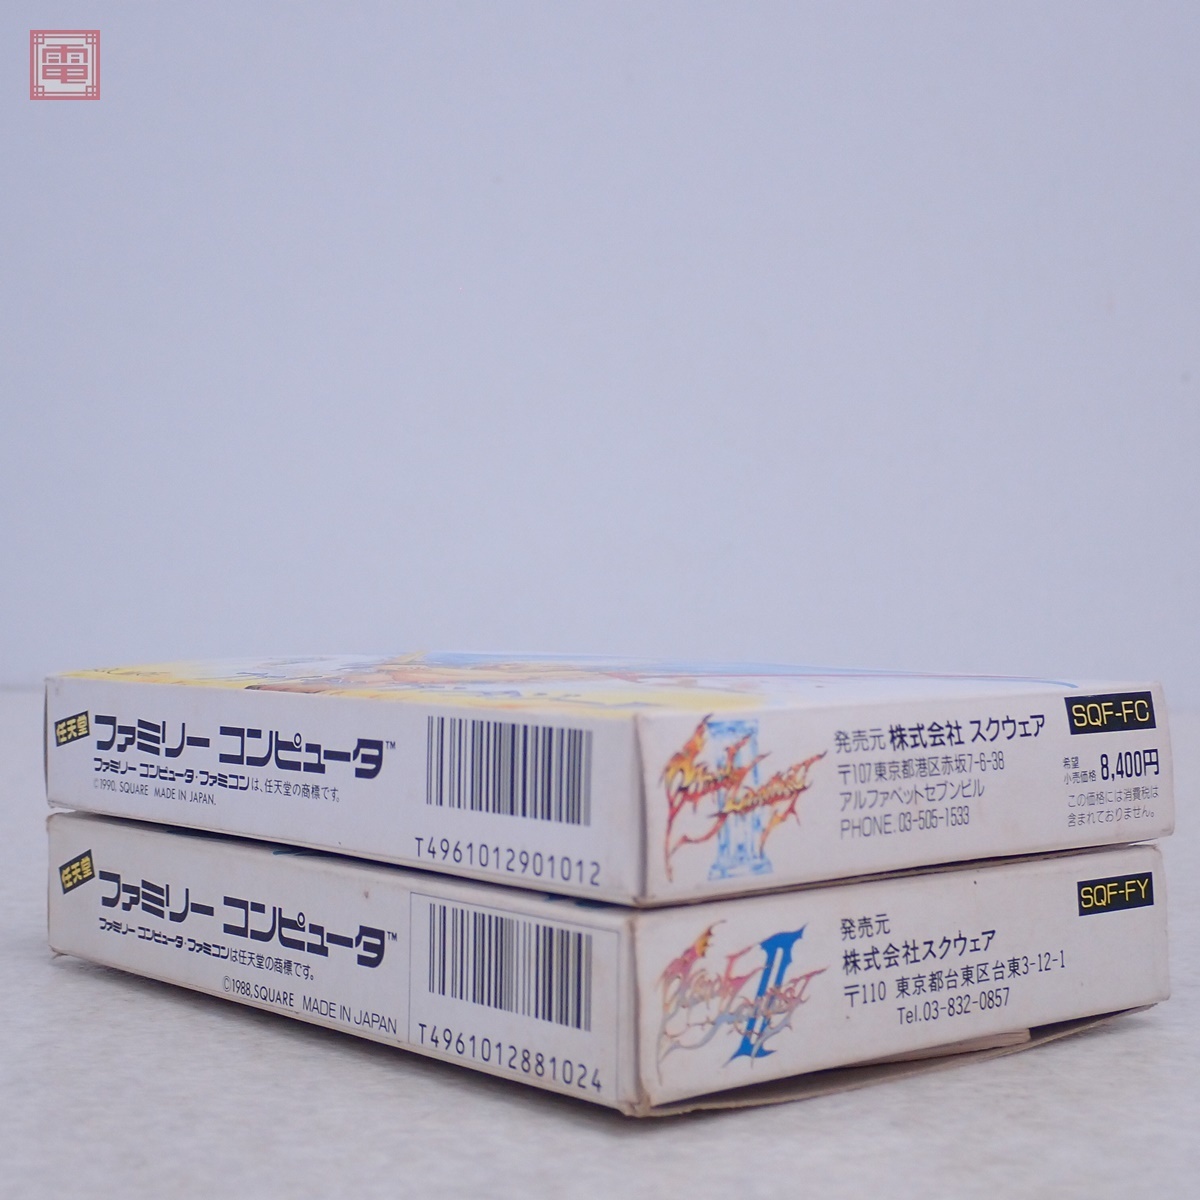 電
任天堂
ファミリー コンピュータ™
ファミリー コンピュータ・ファミコンは、任天堂の商標です。
©1990, SQUARE MADE IN JAPAN.
T4961012901012
III
発売元 株式会社 スクウェア
〒107東京都港区赤坂7-6-38
アルファベットセブンビル
PHONE. 03-505-1533
SQF-FC
希望
小売価格 8,400円
この価格には消費税は
含まれておりません。
任天堂
ファミリー コンピュータ™
ファミリー コンピュータ・ファミコンは任天堂の商標です。
©1988, SQUARE MADE IN JAPAN
T4961012881024
II
発売元
株式会社スクウェア
〒110 東京都台東区台東3-12-1
Tel.03-832-0857
SQF-FY